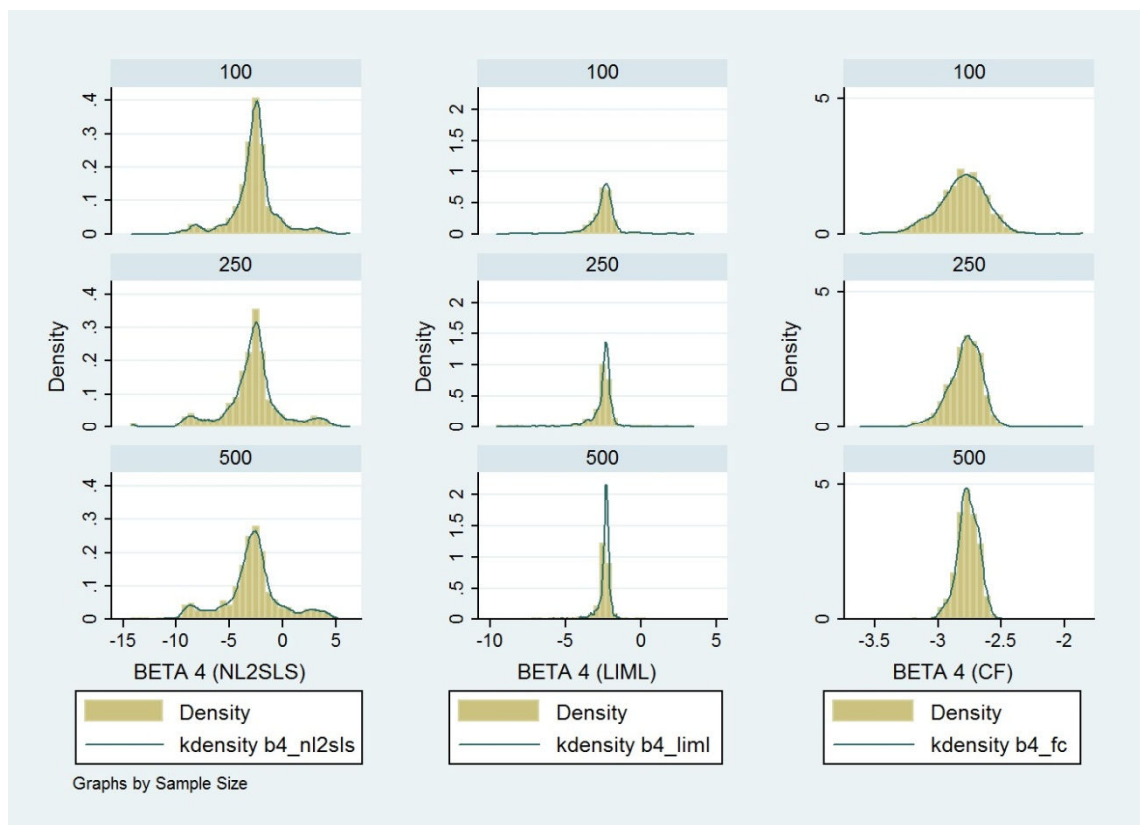 100
100
100
.4
.3
.2
.1
0
2
1.5
1
.5
0
5
0
250
250
250
Density
.4
.3
.2
.1
0
Density
2
1.5
1
.5
0
Density
5
0
500
500
500
.4
.3
.2
.1
0
2
1.5
1
.5
0
5
0
-15 -10 -5 0 5
-10 -5 0 5
-3.5 -3 -2.5 -2
BETA 4 (NL2SLS)
BETA 4 (LIML)
BETA 4 (CF)
Density
kdensity b4_nl2sls
Density
kdensity b4_liml
Density
kdensity b4_fc
Graphs by Sample Size